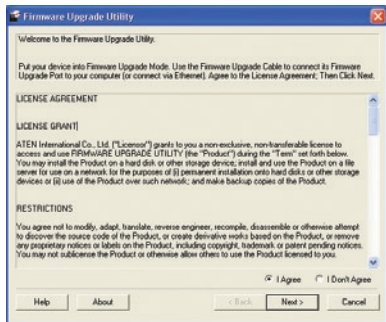 Firmware Upgrade Utility
Welcome to the Firmware Upgrade Utility.
Put your device into Firmware Upgrade Mode. Use the Firmware Upgrade Cable to connect its Firmware
Upgrade Port to your computer (or connect via Ethernet). Agree to the License Agreement; Then Click Next.
LICENSE AGREEMENT
LICENSE GRANT
ATEN International Co., Ltd. ("Licensor") grants to you a non-exclusive, non-transferable license to
access and use FIRMWARE UPGRADE UTILITY (the "Product") during the "Term" set forth below.
You may install the Product on a hard disk or other storage device; install and use the Product on a file
server for use on a network for the purposes of (i) permanent installation onto hard disks or other storage
devices or (ii) use of the Product over such network; and make backup copies of the Product.
RESTRICTIONS
You agree not to modify, adapt, translate, reverse engineer, recompile, disassemble or otherwise attempt
to discover the source code of the Product, or create derivative works based on the Product, or remove
any proprietary notices or labels on the Product, including copyright, trademark or patent pending notices.
You may not sublicense the Product or otherwise allow others to use the Product licensed to you.
I Agree I Don't Agree
Help About < Back Next > Cancel